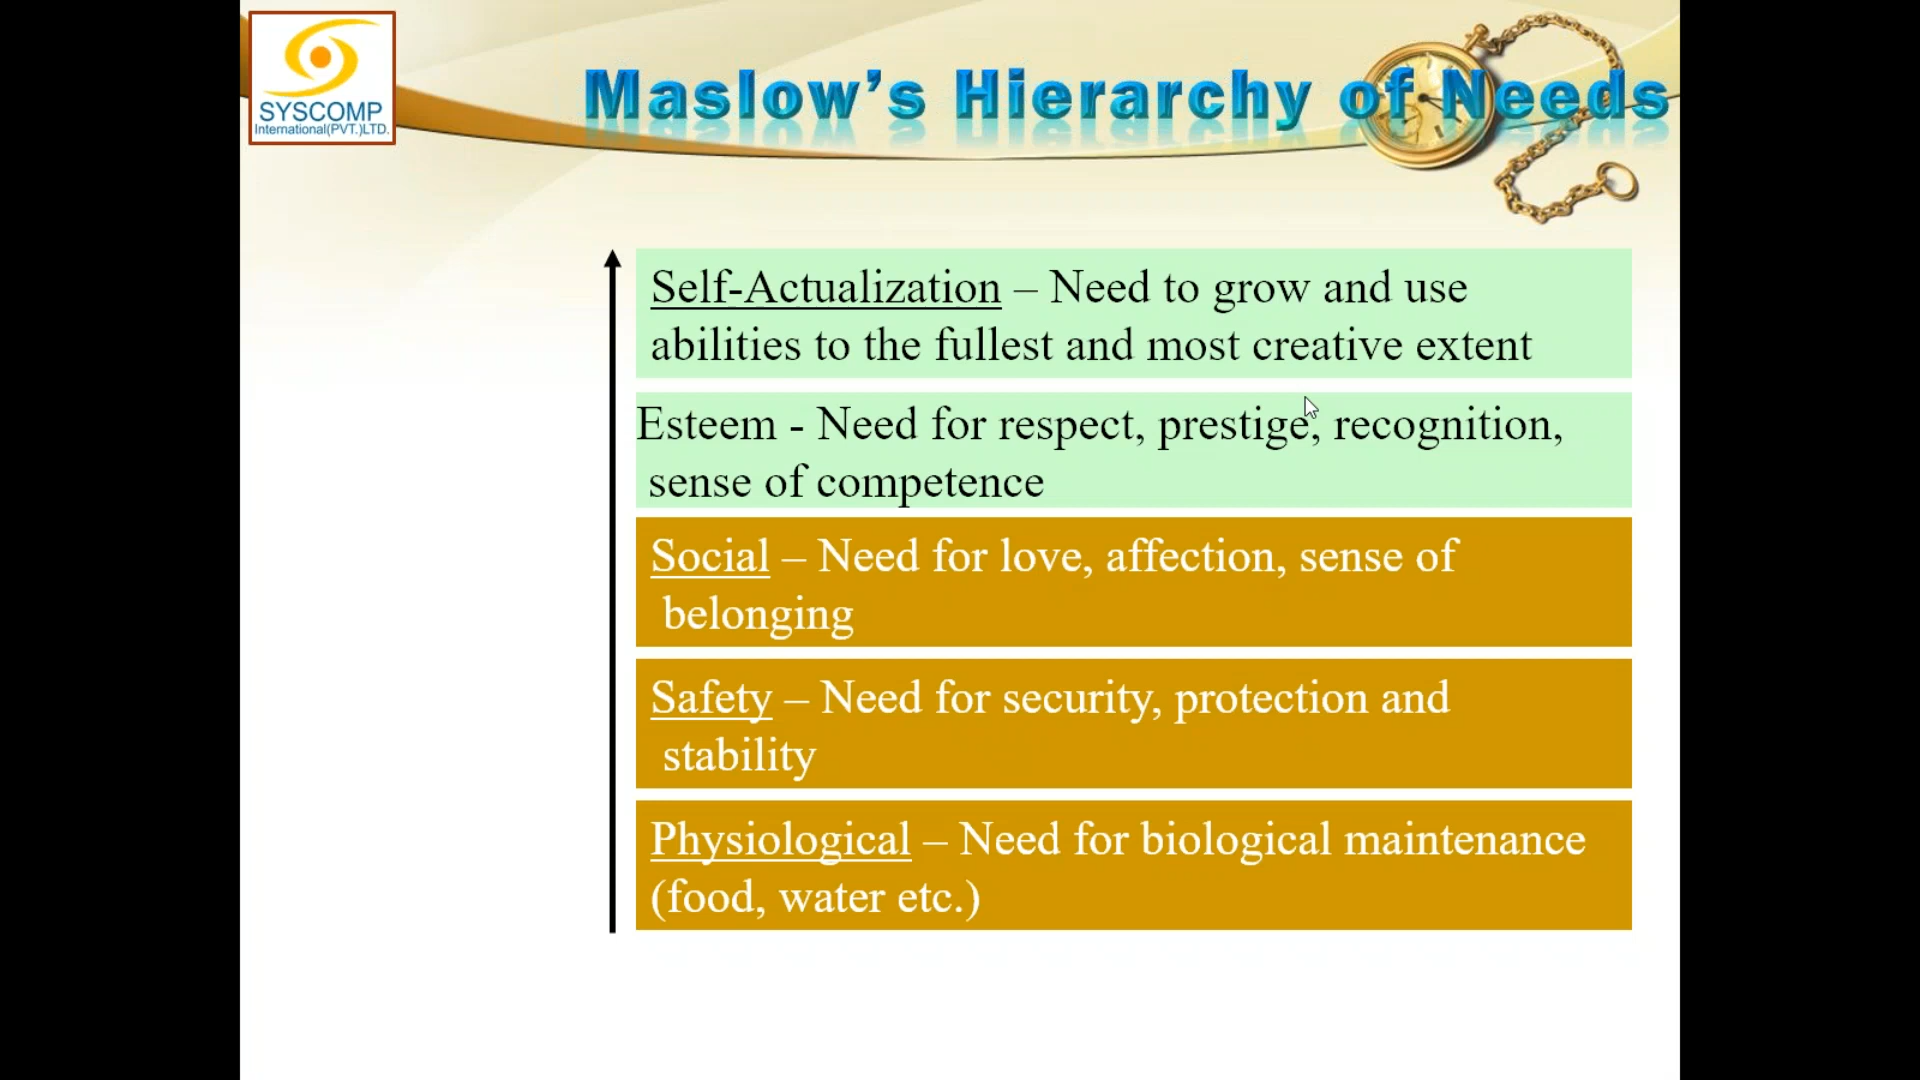 SYSCOMP
International(PVT.)LTD.
Maslow's Hierarchy of Needs
Self-Actualization – Need to grow and use
abilities to the fullest and most creative extent
Esteem - Need for respect, prestige, recognition,
sense of competence
Social – Need for love, affection, sense of
belonging
Safety – Need for security, protection and
stability
Physiological – Need for biological maintenance
(food, water etc.)